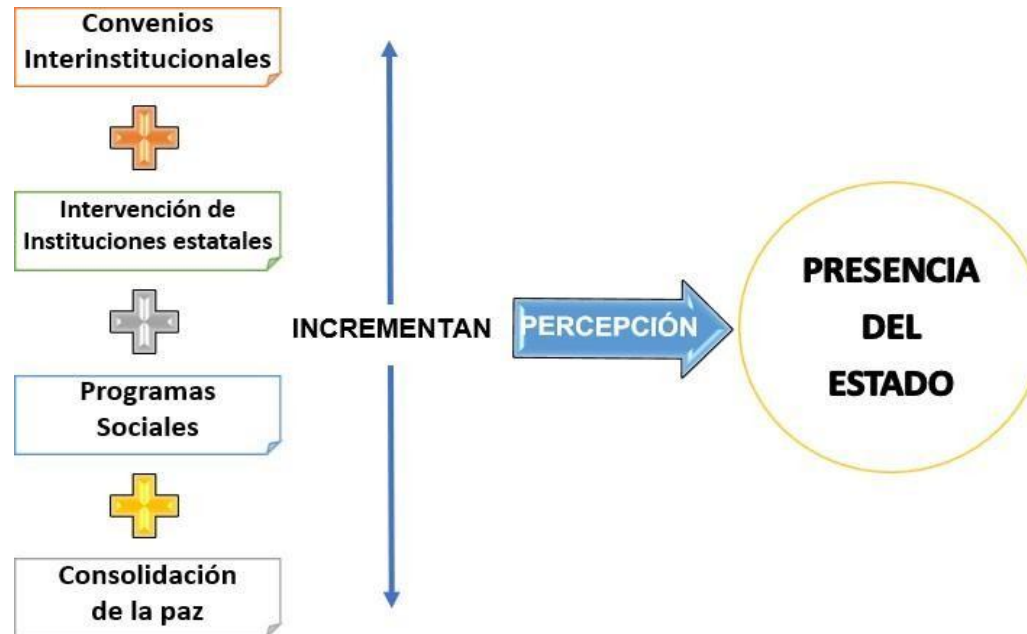 Convenios
Interinstitucionales
Intervención de
Instituciones estatales
Programas
Sociales
Consolidación
de la paz
INCREMENTAN
PERCEPCIÓN
PRESENCIA
DEL
ESTADO